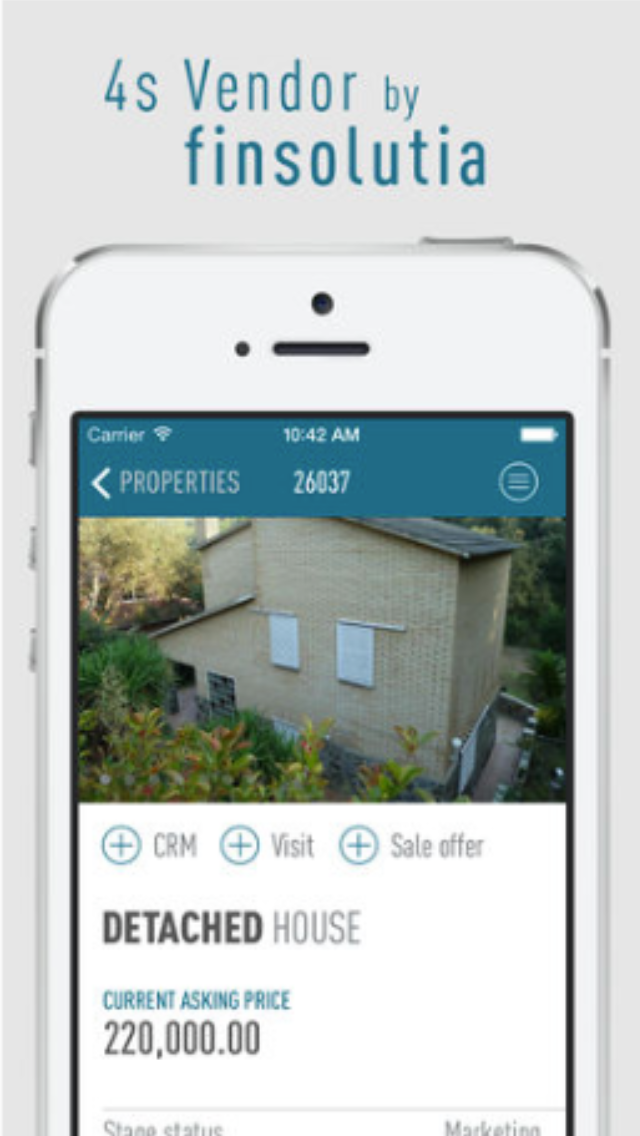 4s Vendor by
finsolutia
Carrier 10:42 AM
PROPERTIES 26037
CRM Visit Sale offer
DETACHED HOUSE
CURRENT ASKING PRICE
220,000.00
Stage status Marketing